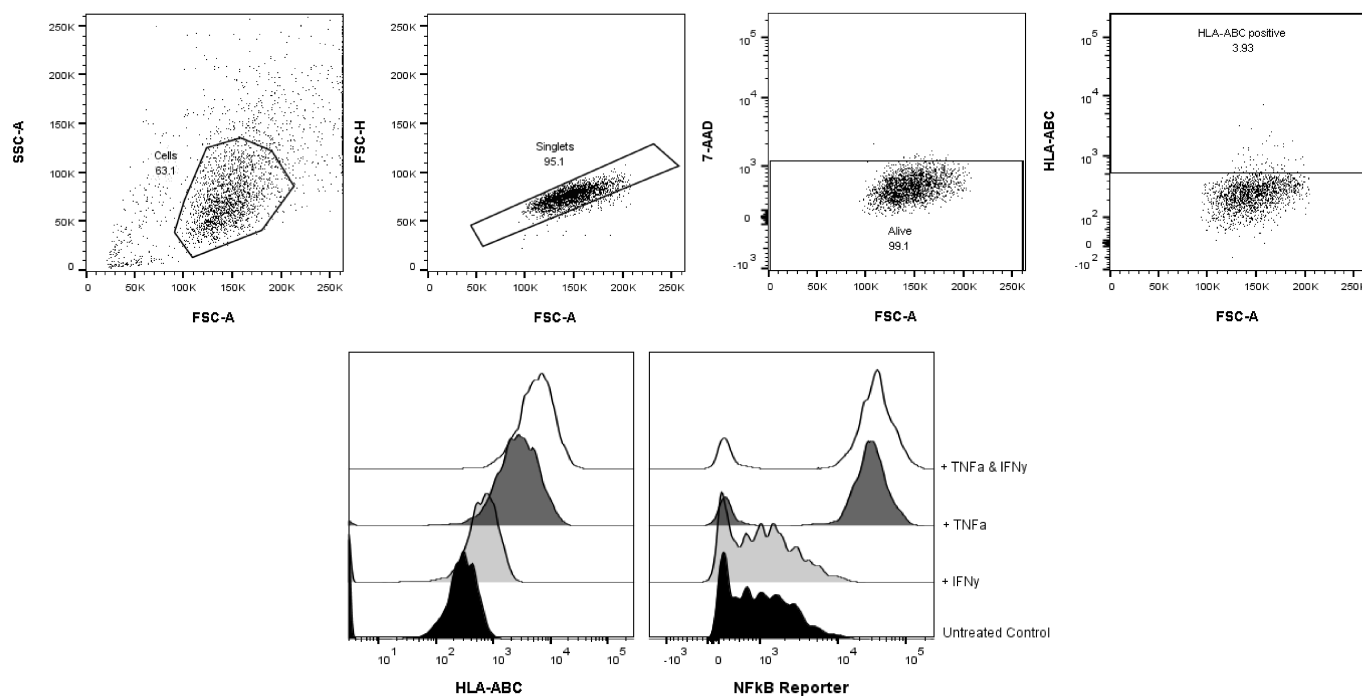 250K
200K
150K
100K
50K
0
SSC-A
Cells
63.1
0 50K 100K 150K 200K 250K
FSC-A
250K
200K
150K
100K
50K
0
FSC-H
Singlets
95.1
0 50K 100K 150K 200K 250K
FSC-A
10^5
10^4
10^3
0
-10^3
7-AAD
Alive
99.1
0 50K 100K 150K 200K 250K
FSC-A
10^5
10^4
10^3
10^2
0
-10^2
HLA-ABC
HLA-ABC positive
3.93
0 50K 100K 150K 200K 250K
FSC-A
10^1 10^2 10^3 10^4 10^5
HLA-ABC
-10^3 0 10^3 10^4 10^5
NFkB Reporter
+ TNFa & IFNy
+ TNFa
+ IFNy
Untreated Control